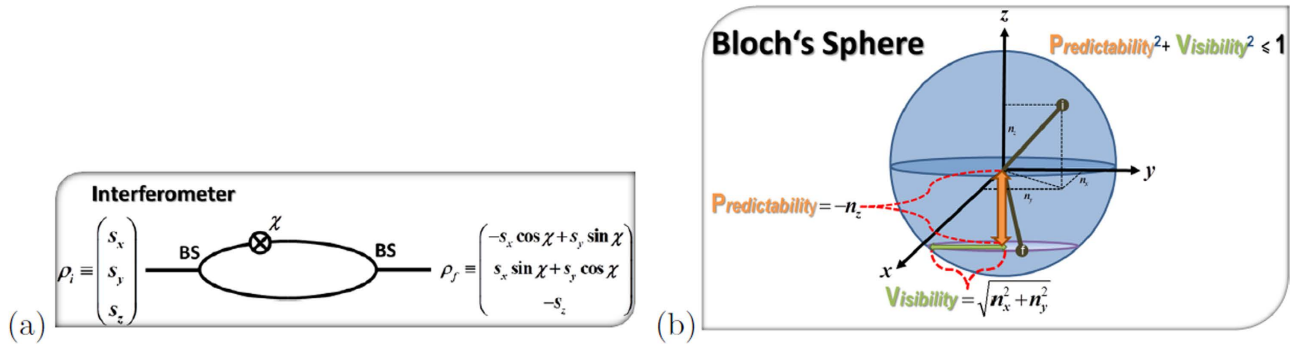 Interferometer
χ
BS
BS
ρ_i ≡ (s_x
s_y
s_z)
ρ_f ≡ (-s_x cos χ + s_y sin χ
s_x sin χ + s_y cos χ
-s_z)
(a)
Bloch‘s Sphere
Predictability² + Visibility² ⩽ 1
z
i
n_z
y
n_x
n_y
Predictability = -n_z
x
f
Visibility = √(n_x² + n_y²)
(b)